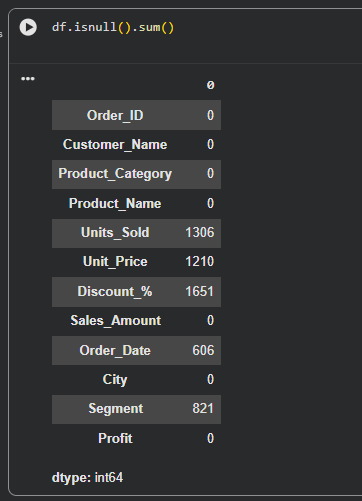 s
df.isnull().sum()
...
0
Order_ID 0
Customer_Name 0
Product_Category 0
Product_Name 0
Units_Sold 1306
Unit_Price 1210
Discount_% 1651
Sales_Amount 0
Order_Date 606
City 0
Segment 821
Profit 0
dtype: int64